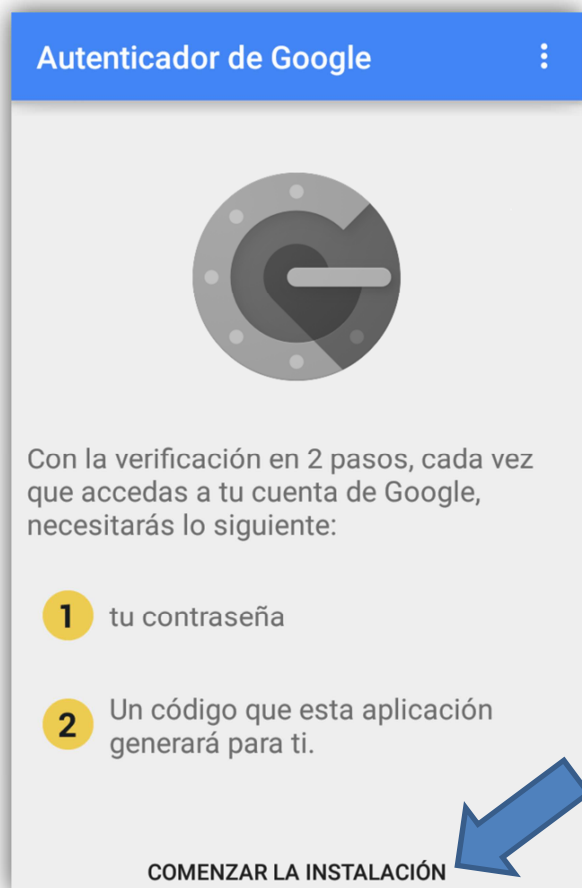 Autenticador de Google
Con la verificación en 2 pasos, cada vez
que accedas a tu cuenta de Google,
necesitarás lo siguiente:
1 tu contraseña
2 Un código que esta aplicación
generará para ti.
COMENZAR LA INSTALACIÓN